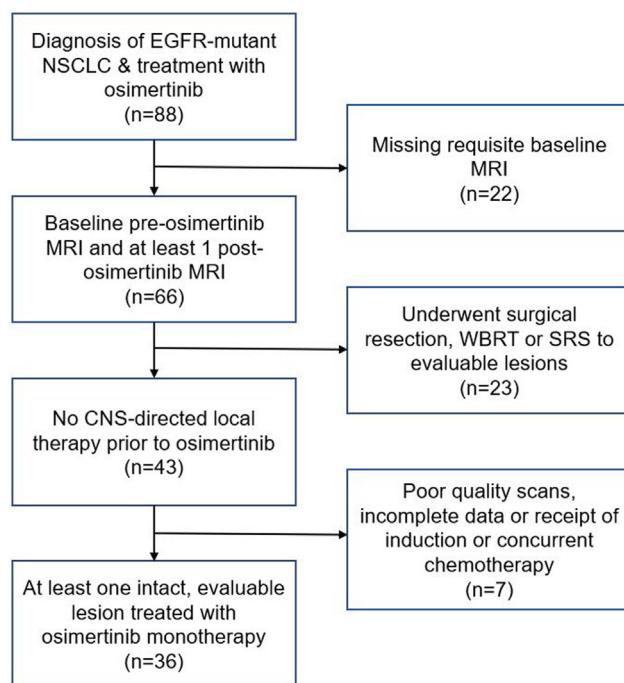 Diagnosis of EGFR-mutant
NSCLC & treatment with
osimertinib
(n=88)
Missing requisite baseline
MRI
(n=22)
Baseline pre-osimertinib
MRI and at least 1 post-
osimertinib MRI
(n=66)
Underwent surgical
resection, WBRT or SRS to
evaluable lesions
(n=23)
No CNS-directed local
therapy prior to osimertinib
(n=43)
Poor quality scans,
incomplete data or receipt of
induction or concurrent
chemotherapy
(n=7)
At least one intact, evaluable
lesion treated with
osimertinib monotherapy
(n=36)